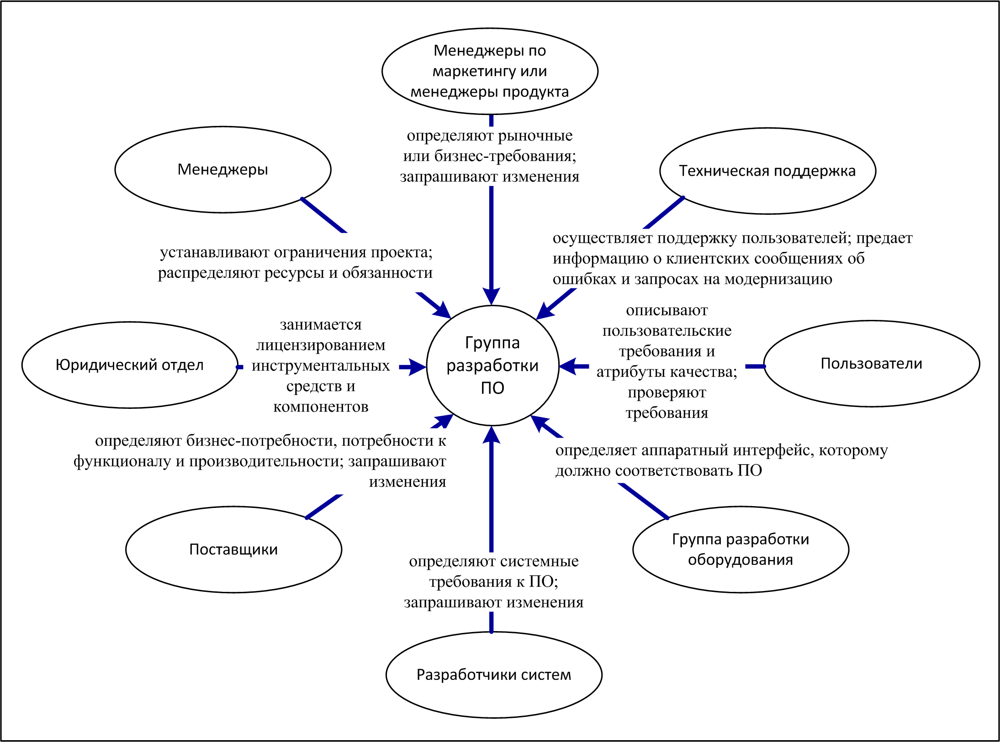 Менеджеры по
маркетингу или
менеджеры продукта
определяют рыночные
или бизнес-требования;
запрашивают изменения
Менеджеры
устанавливают ограничения проекта;
распределяют ресурсы и обязанности
Техническая поддержка
осуществляет поддержку пользователей; предает
информацию о клиентских сообщениях об
ошибках и запросах на модернизацию
Юридический отдел
занимается
лицензированием
инструментальных
средств и
компонентов
Группа
разработки
ПО
описывают
пользовательские
требования и
атрибуты качества;
проверяют
требования
Пользователи
определяют бизнес-потребности, потребности к
функционалу и производительности; запрашивают
изменения
Поставщики
определяет аппаратный интерфейс, которому
должно соответствовать ПО
Группа разработки
оборудования
определяют системные
требования к ПО;
запрашивают изменения
Разработчики систем